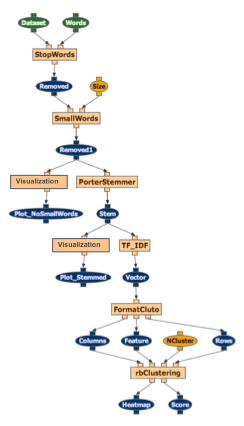 Dataset Words
StopWords
Removed Size
SmallWords
Removed1
Visualization PorterStemmer
Plot_NoSmallWords Stem
Visualization TF_IDF
Plot_Stemmed Vector
FormatCluto
Columns Feature NCluster Rows
rbClustering
Heatmap Score